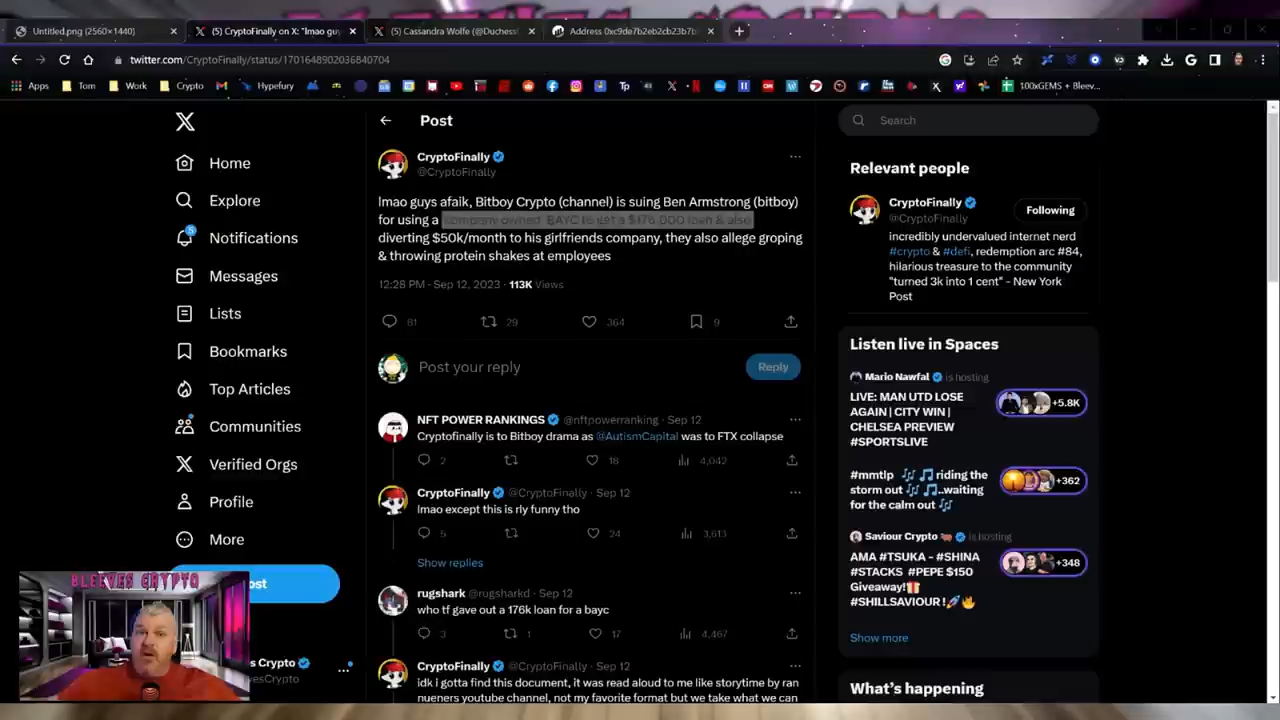 Untitled.png (2560×1440)
(5) CryptoFinally on X: "lmao guy
(5) Cassandra Wolfe (@Duchess
Address 0xc9de7b2eb2cb23b7b
twitter.com/CryptoFinally/status/1701648902036840704
Apps
Tom
Work
Crypto
Hypefury
100xGEMS + Bleev...
Home
Explore
5
Notifications
Messages
Lists
Bookmarks
Top Articles
Communities
Verified Orgs
Profile
More
ost
s Crypto
evesCrypto
BLEEVES CRYPTO
Post
CryptoFinally
@CryptoFinally
lmao guys afaik, Bitboy Crypto (channel) is suing Ben Armstrong (bitboy)
for using a company owned BAYC to get a $176,000 loan & also
diverting $50k/month to his girlfriends company, they also allege groping
& throwing protein shakes at employees
12:28 PM · Sep 12, 2023 · 113K Views
81 29 364 9
Post your reply
Reply
NFT POWER RANKINGS @nftpowerranking · Sep 12
Cryptofinally is to Bitboy drama as @AutismCapital was to FTX collapse
2 18 4,042
CryptoFinally @CryptoFinally · Sep 12
lmao except this is rly funny tho
5 24 3,613
Show replies
rugshark @rugsharkd · Sep 12
who tf gave out a 176k loan for a bayc
3 1 17 4,467
CryptoFinally @CryptoFinally · Sep 12
idk i gotta find this document, it was read aloud to me like storytime by ran
nueners youtube channel, not my favorite format but we take what we can
Search
Relevant people
CryptoFinally
@CryptoFinally
Following
incredibly undervalued internet nerd
#crypto & #defi, redemption arc #84,
hilarious treasure to the community
"turned 3k into 1 cent" - New York
Post
Listen live in Spaces
Mario Nawfal is hosting
LIVE: MAN UTD LOSE
AGAIN | CITY WIN |
CHELSEA PREVIEW
#SPORTSLIVE
+5.8K
#mmtlp 🎶🎵 riding the
storm out 🎶🎵..waiting
for the calm out 🎶
+362
Saviour Crypto is hosting
AMA #TSUKA - #SHINA
#STACKS #PEPE $150
Giveaway!
#SHILLSAVIOUR!
+348
Show more
What's happening